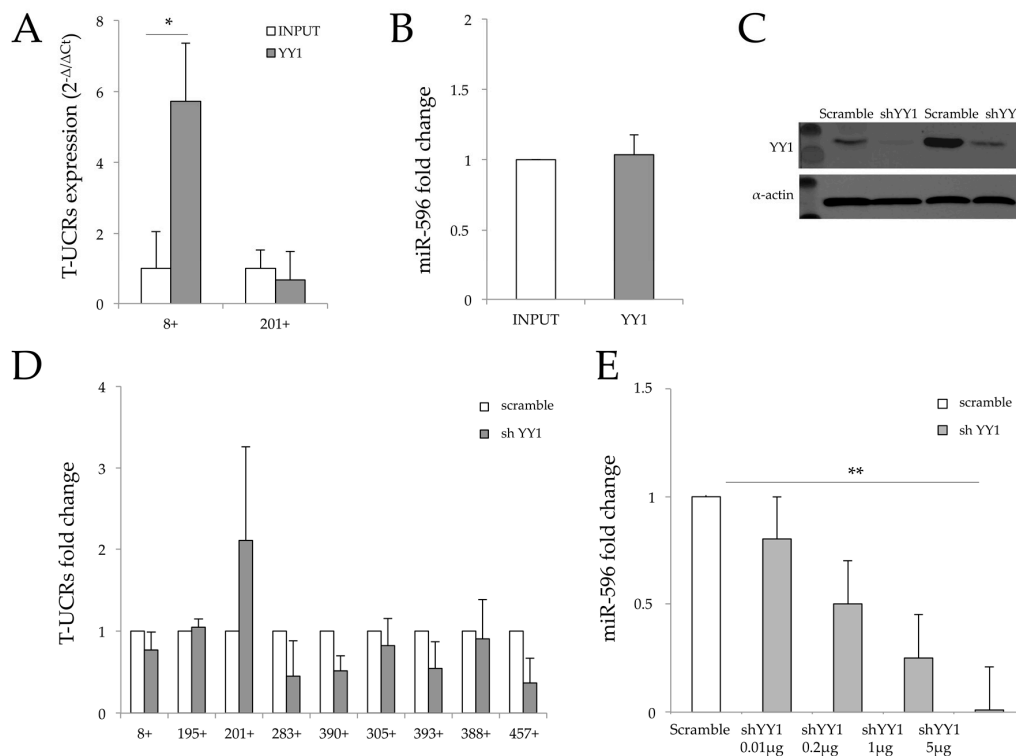 A
T-UCRs expression (2-Δ/ΔCt)
8
6
4
2
0
*
INPUT
YY1
8+ 201+
B
miR-596 fold change
2
1.5
1
0.5
0
INPUT YY1
C
Scramble shYY1 Scramble shYY
YY1
α-actin
D
T-UCRs fold change
4
3
2
1
0
scramble
sh YY1
8+ 195+ 201+ 283+ 390+ 305+ 393+ 388+ 457+
E
miR-596 fold change
1.5
1
0.5
0
scramble
sh YY1
**
Scramble shYY1 shYY1 shYY1 shYY1
0.01μg 0.2μg 1μg 5μg